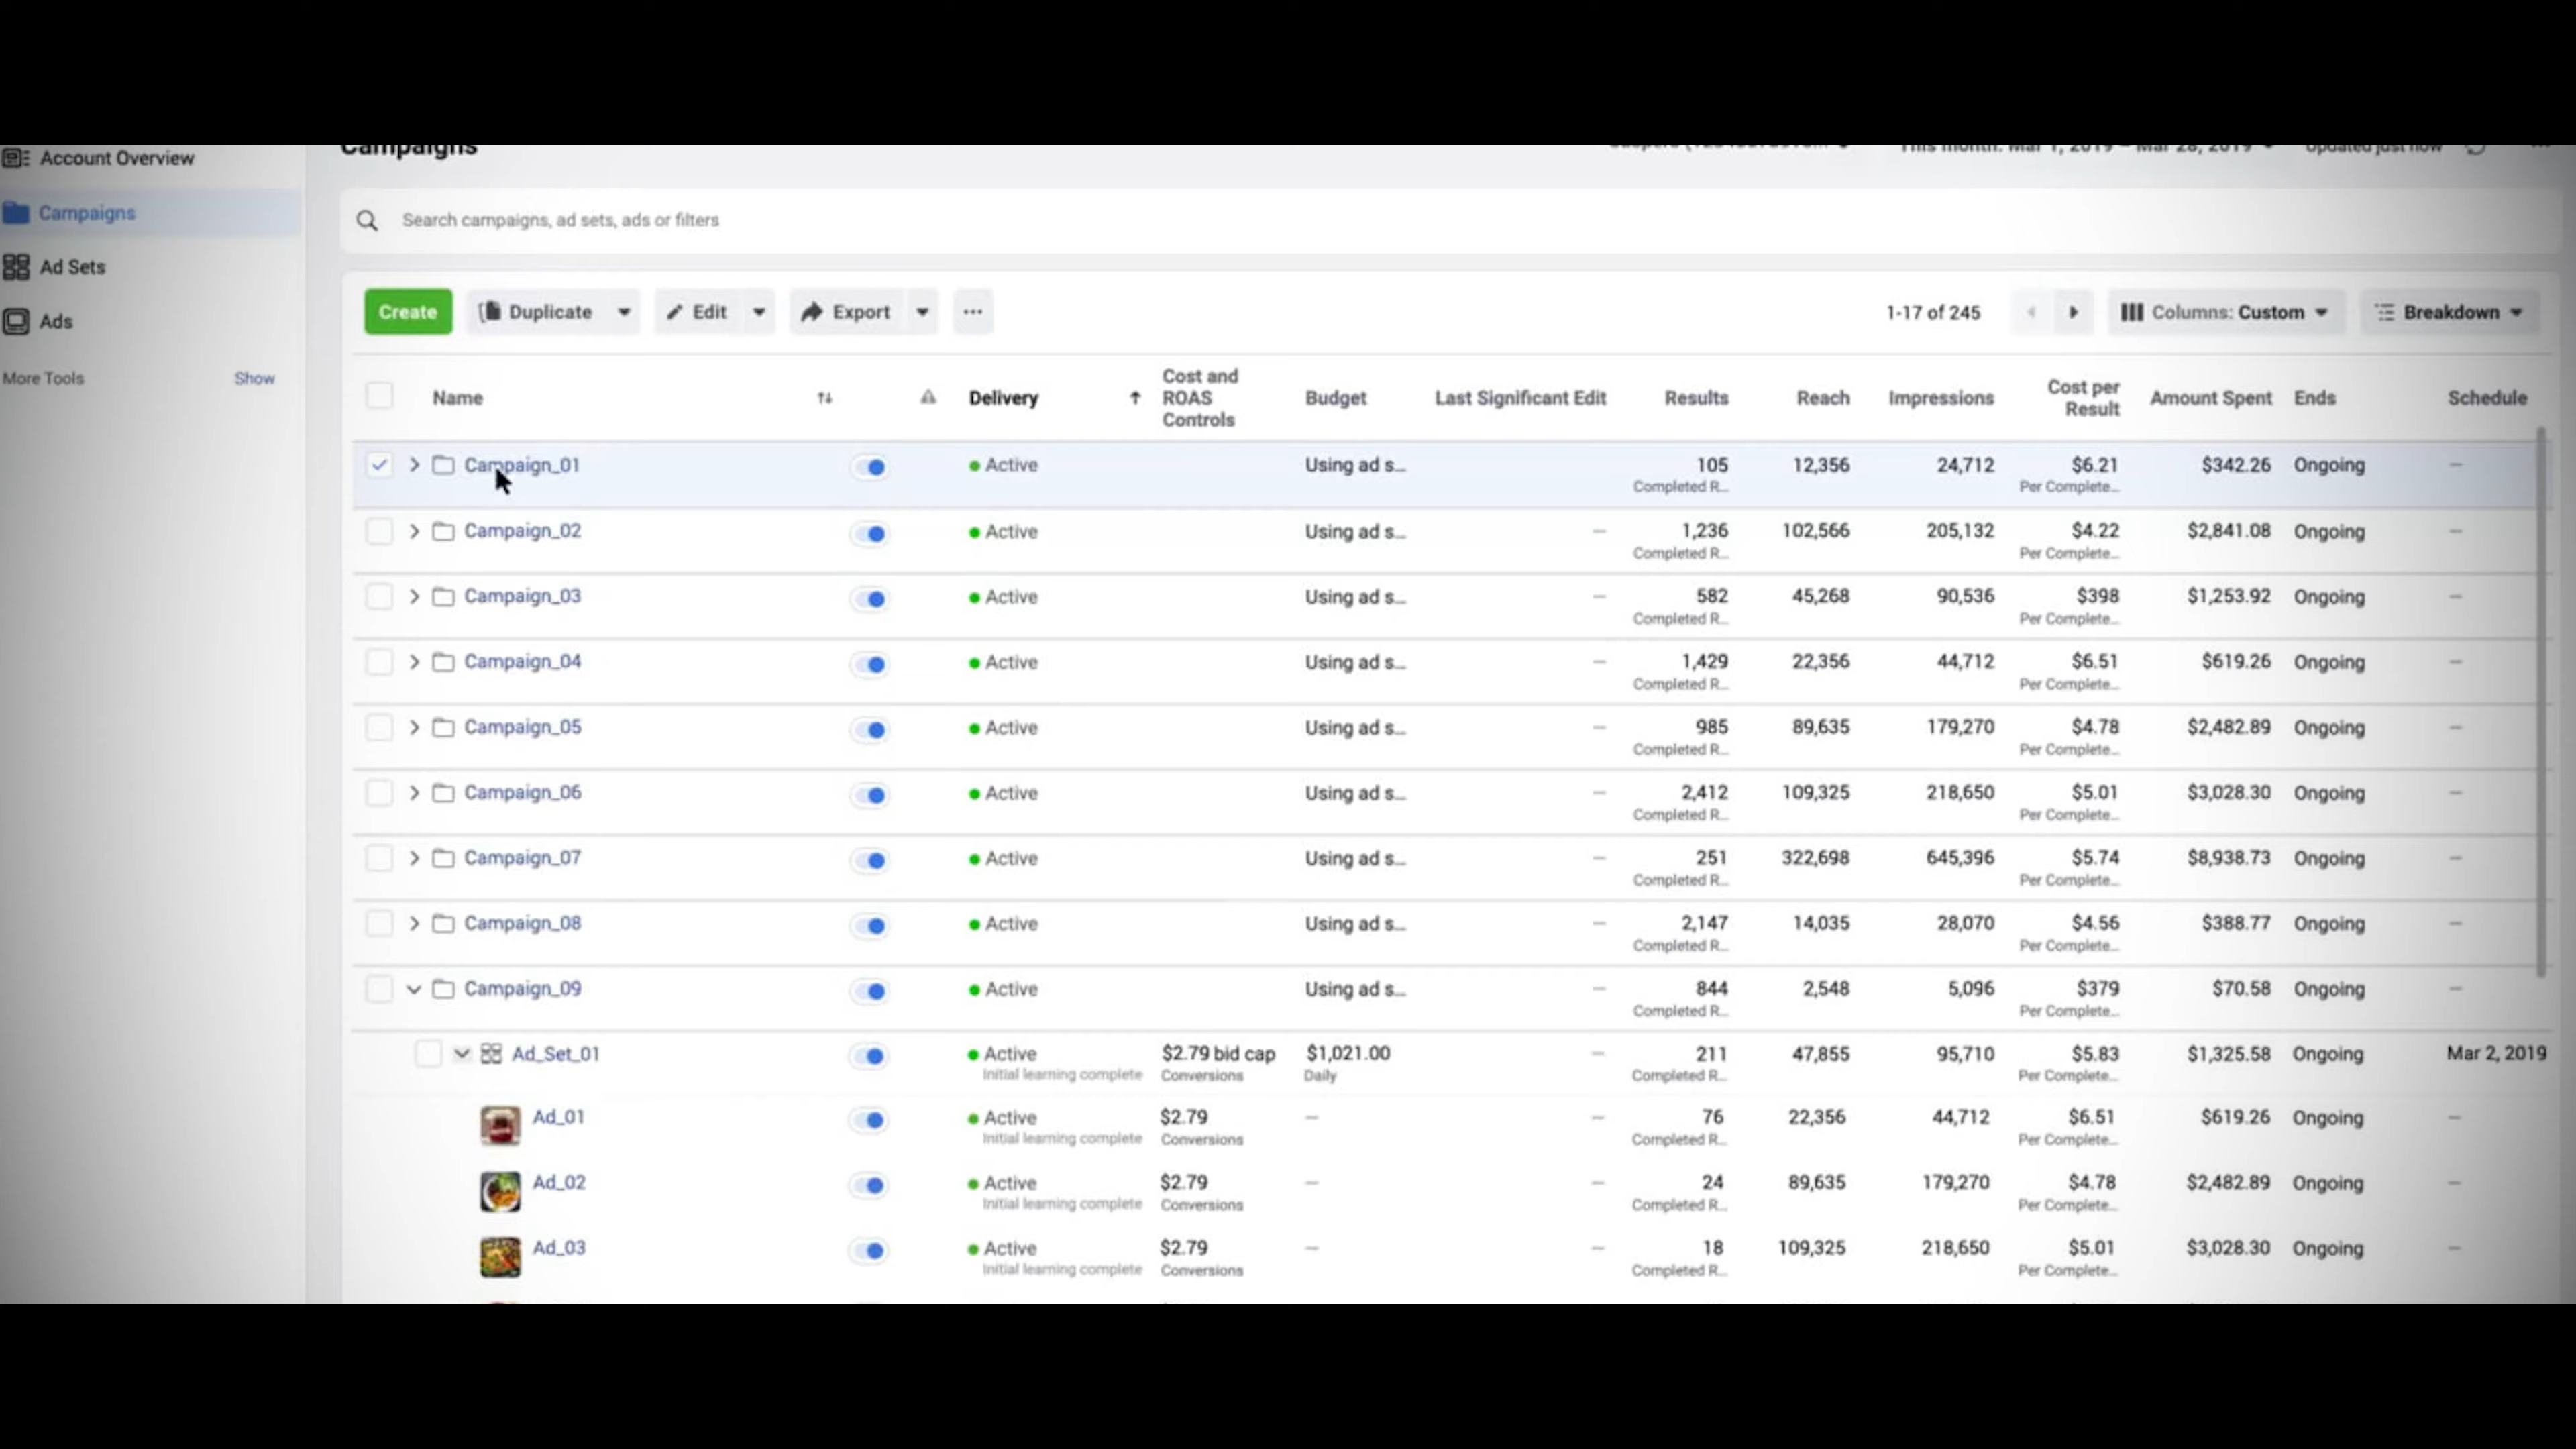 Account Overview
Campaigns
Ad Sets
Ads
More Tools Show
Campaigns
This month: Mar 1, 2019 – Mar 28, 2019 Updated just now
Search campaigns, ad sets, ads or filters
Create Duplicate Edit Export ... 1-17 of 245 Columns: Custom Breakdown
Name Delivery Cost and ROAS Controls Budget Last Significant Edit Results Reach Impressions Cost per Result Amount Spent Ends Schedule
Campaign_01 Active Using ad s... 105 12,356 24,712 $6.21 $342.26 Ongoing —
Completed R... Per Complete...
Campaign_02 Active Using ad s... — 1,236 102,566 205,132 $4.22 $2,841.08 Ongoing —
Completed R... Per Complete...
Campaign_03 Active Using ad s... — 582 45,268 90,536 $398 $1,253.92 Ongoing —
Completed R... Per Complete...
Campaign_04 Active Using ad s... — 1,429 22,356 44,712 $6.51 $619.26 Ongoing —
Completed R... Per Complete...
Campaign_05 Active Using ad s... — 985 89,635 179,270 $4.78 $2,482.89 Ongoing —
Completed R... Per Complete...
Campaign_06 Active Using ad s... — 2,412 109,325 218,650 $5.01 $3,028.30 Ongoing —
Completed R... Per Complete...
Campaign_07 Active Using ad s... — 251 322,698 645,396 $5.74 $8,938.73 Ongoing —
Completed R... Per Complete...
Campaign_08 Active Using ad s... — 2,147 14,035 28,070 $4.56 $388.77 Ongoing —
Completed R... Per Complete...
Campaign_09 Active Using ad s... — 844 2,548 5,096 $379 $70.58 Ongoing —
Completed R... Per Complete...
Ad_Set_01 Active $2.79 bid cap $1,021.00 — 211 47,855 95,710 $5.83 $1,325.58 Ongoing Mar 2, 2019
Initial learning complete Conversions Daily Completed R... Per Complete...
Ad_01 Active $2.79 — — 76 22,356 44,712 $6.51 $619.26 Ongoing —
Initial learning complete Conversions Completed R... Per Complete...
Ad_02 Active $2.79 — — 24 89,635 179,270 $4.78 $2,482.89 Ongoing —
Initial learning complete Conversions Completed R... Per Complete...
Ad_03 Active $2.79 — — 18 109,325 218,650 $5.01 $3,028.30 Ongoing —
Initial learning complete Conversions Completed R... Per Complete...